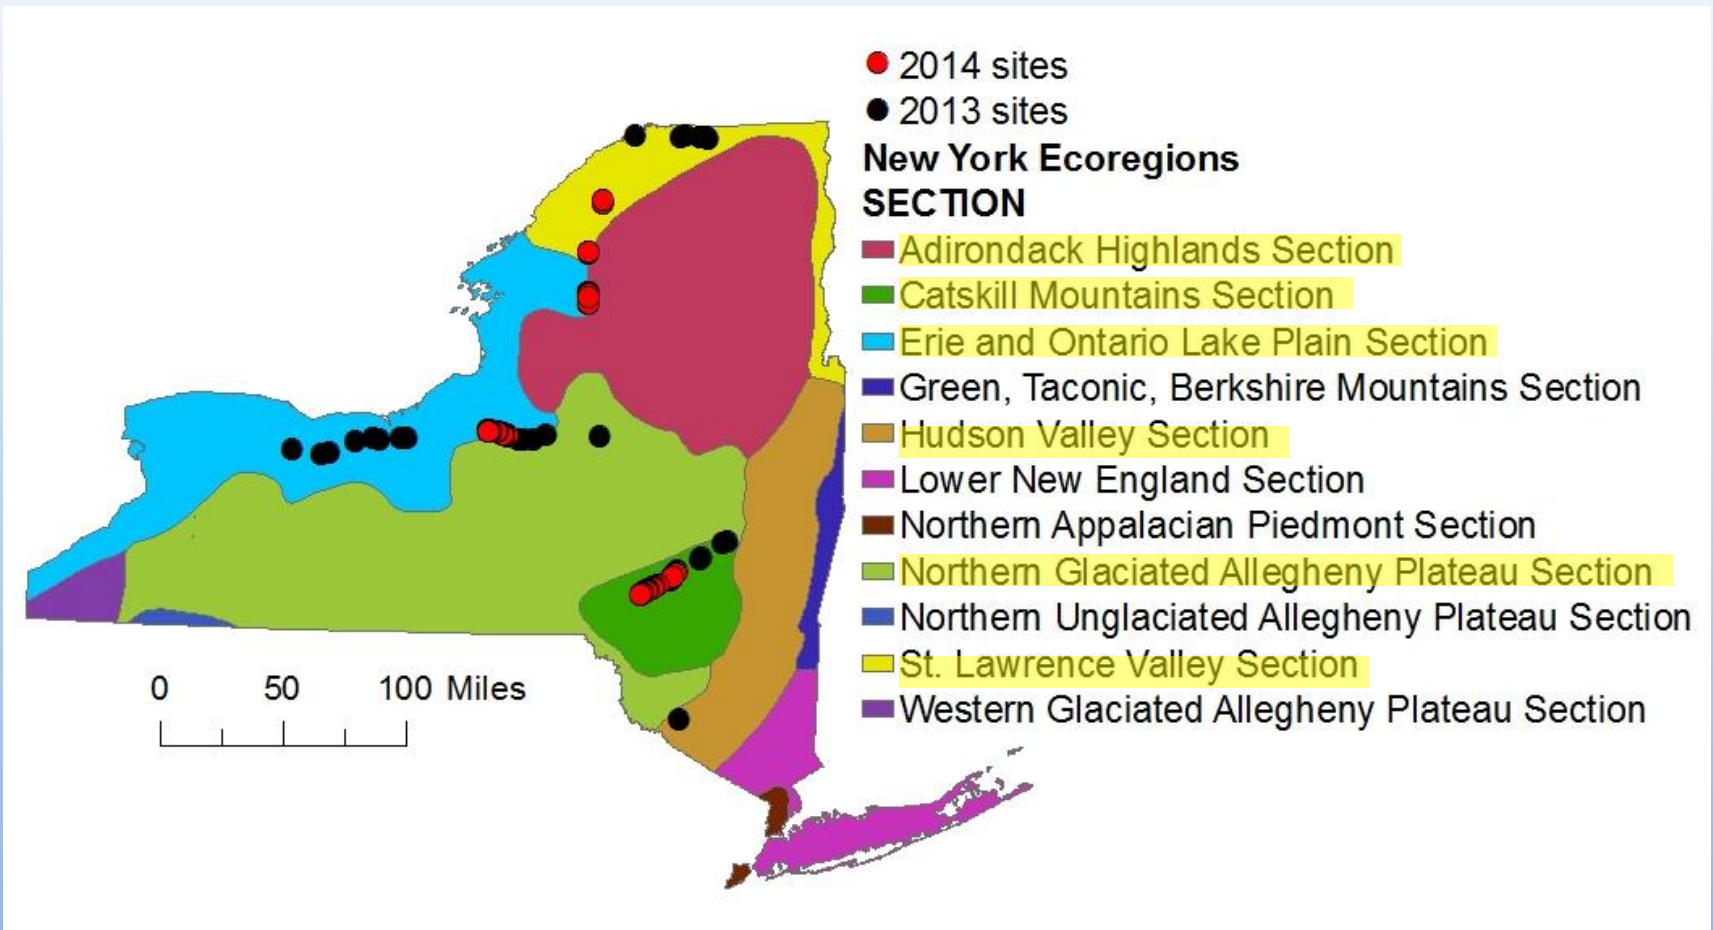 2014 sites
2013 sites
New York Ecoregions
SECTION
Adirondack Highlands Section
Catskill Mountains Section
Erie and Ontario Lake Plain Section
Green, Taconic, Berkshire Mountains Section
Hudson Valley Section
Lower New England Section
Northern Appalacian Piedmont Section
Northern Glaciated Allegheny Plateau Section
Northern Unglaciated Allegheny Plateau Section
St. Lawrence Valley Section
Western Glaciated Allegheny Plateau Section
0 50 100 Miles